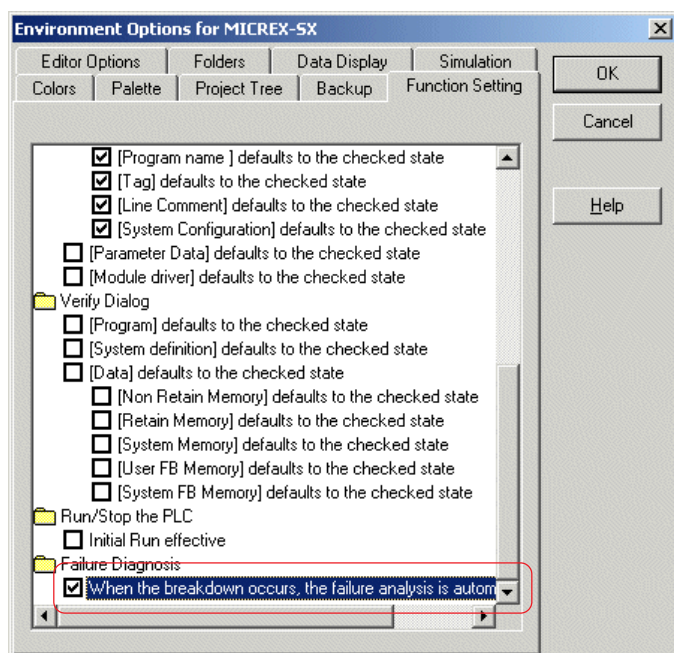 Environment Options for MICREX-SX
Editor Options Folders Data Display Simulation
Colors Palette Project Tree Backup Function Setting
OK
Cancel
Help
[Program name ] defaults to the checked state
[Tag] defaults to the checked state
[Line Comment] defaults to the checked state
[System Configuration] defaults to the checked state
[Parameter Data] defaults to the checked state
[Module driver] defaults to the checked state
Verify Dialog
[Program] defaults to the checked state
[System definition] defaults to the checked state
[Data] defaults to the checked state
[Non Retain Memory] defaults to the checked state
[Retain Memory] defaults to the checked state
[System Memory] defaults to the checked state
[User FB Memory] defaults to the checked state
[System FB Memory] defaults to the checked state
Run/Stop the PLC
Initial Run effective
Failure Diagnosis
When the breakdown occurs, the failure analysis is autom